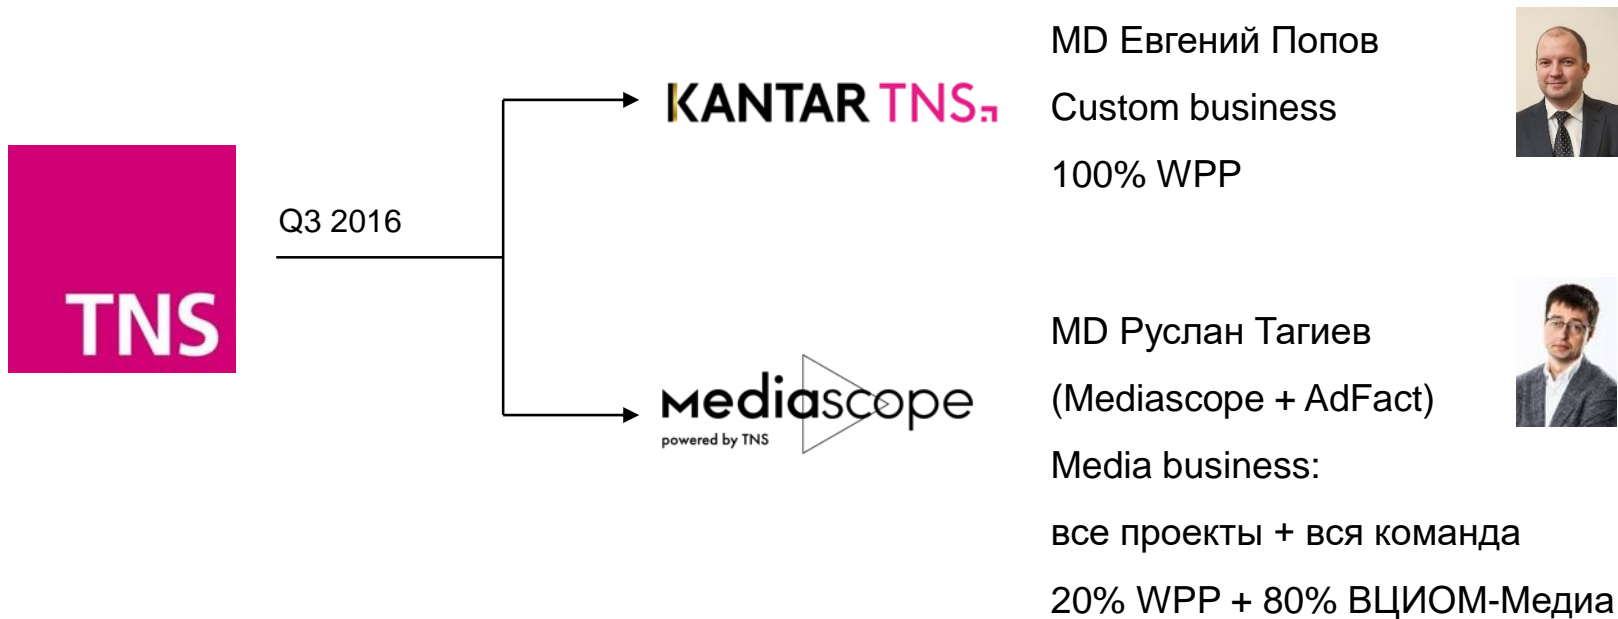 MD Евгений Попов
KANTAR TNS
Custom business
100% WPP
Q3 2016
TNS
MD Руслан Тагиев
мediascope
powered by TNS
(Mediascope + AdFact)
Media business:
все проекты + вся команда
20% WPP + 80% ВЦИОМ-Медиа